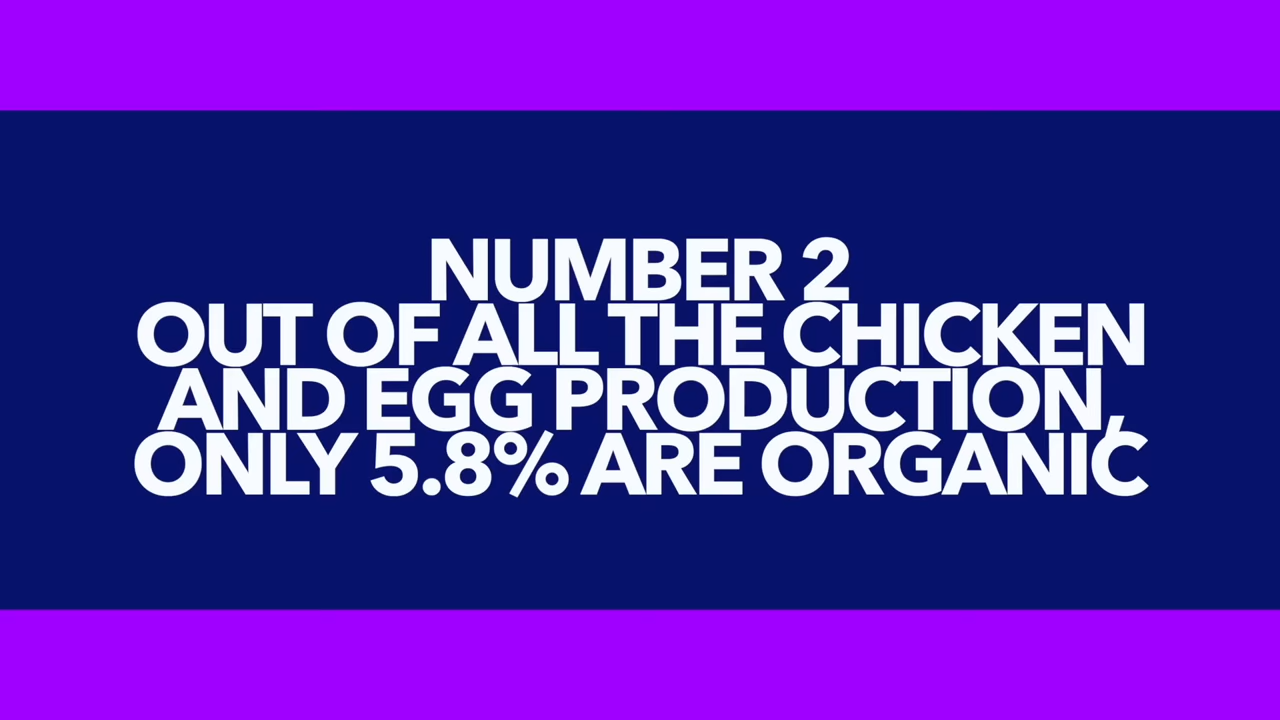 NUMBER 2
OUT OF ALL THE CHICKEN
AND EGG PRODUCTION,
ONLY 5.8% ARE ORGANIC